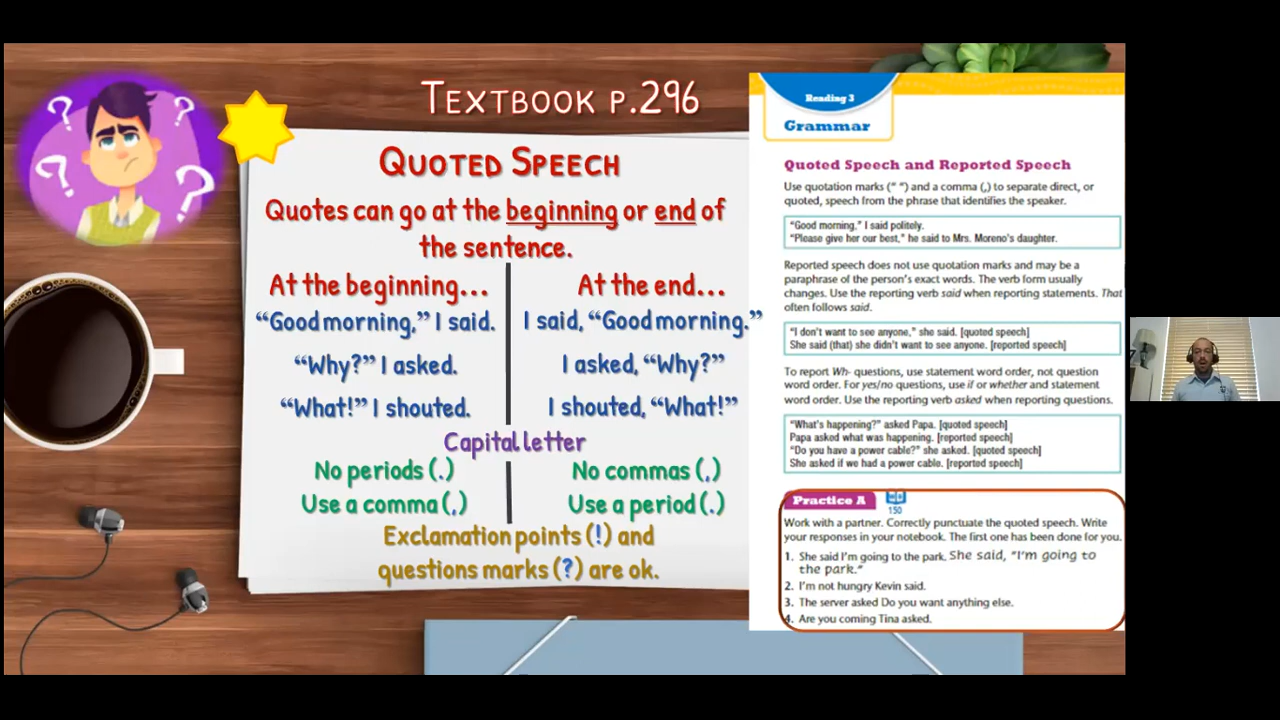 TEXTBOOK P.296
QUOTED SPEECH
Quotes can go at the beginning or end of
the sentence.
At the beginning...
“Good morning,” I said.
“Why?” I asked.
“What!” I shouted.
At the end...
I said, “Good morning.”
I asked, “Why?”
I shouted, “What!”
Capital letter
No periods (.)
Use a comma (,)
No commas (,)
Use a period (.)
Exclamation points (!) and
questions marks (?) are ok.
Reading 3
Grammar
Quoted Speech and Reported Speech
Use quotation marks (“ ”) and a comma (,) to separate direct, or
quoted, speech from the phrase that identifies the speaker.
“Good morning,” I said politely.
“Please give her our best,” he said to Mrs. Moreno’s daughter.
Reported speech does not use quotation marks and may be a
paraphrase of the person’s exact words. The verb form usually
changes. Use the reporting verb said when reporting statements. That
often follows said.
“I don’t want to see anyone,” she said. [quoted speech]
She said (that) she didn’t want to see anyone. [reported speech]
To report Wh- questions, use statement word order, not question
word order. For yes/no questions, use if or whether and statement
word order. Use the reporting verb asked when reporting questions.
“What’s happening?” asked Papa. [quoted speech]
Papa asked what was happening. [reported speech]
“Do you have a power cable?” she asked. [quoted speech]
She asked if we had a power cable. [reported speech]
Practice A
150
Work with a partner. Correctly punctuate the quoted speech. Write
your responses in your notebook. The first one has been done for you.
1. She said I’m going to the park. She said, “I’m going to
the park.”
2. I’m not hungry Kevin said.
3. The server asked Do you want anything else.
4. Are you coming Tina asked.